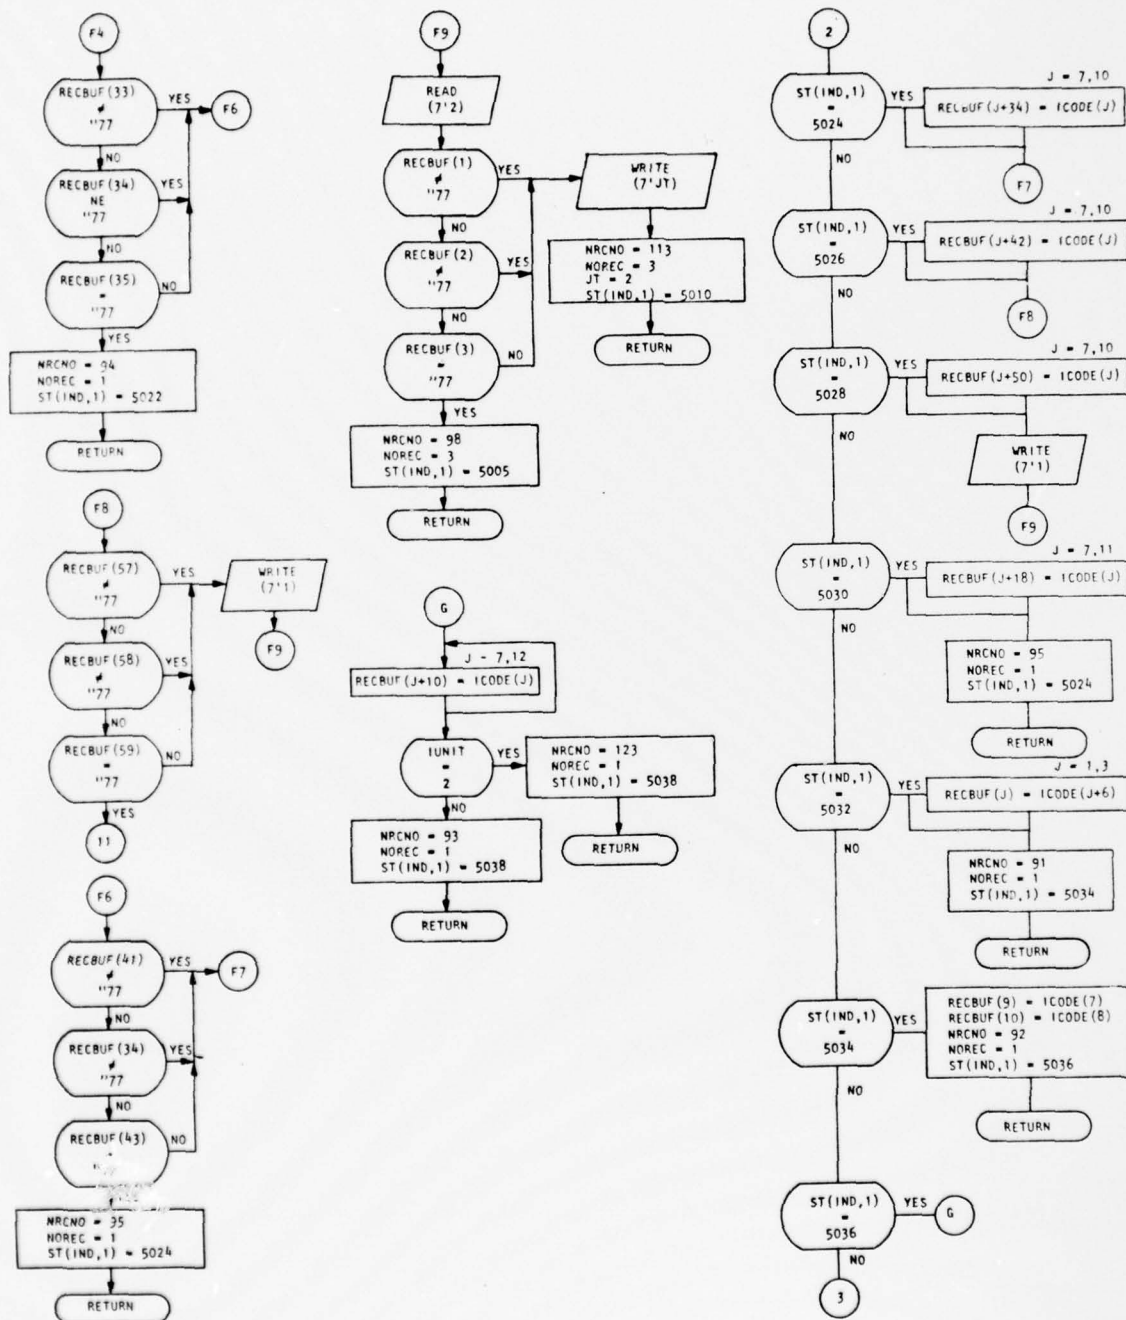 F4
RECBUF(33)
≠
"77
YES
F6
NO
RECBUF(34)
NE
"77
YES
NO
RECBUF(35)
=
"77
NO
YES
NRCNO = 94
NOREC = 1
ST(IND,1) = 5022
RETURN
F8
RECBUF(57)
≠
"77
YES
WRITE
(7'1)
F9
NO
RECBUF(58)
≠
"77
YES
NO
RECBUF(59)
=
"77
NO
YES
11
F6
RECBUF(41)
≠
"77
YES
F7
NO
RECBUF(34)
≠
"77
YES
NO
RECBUF(43)
NO
NRCNO = 95
NOREC = 1
ST(IND,1) = 5024
RETURN
F9
READ
(7'2)
RECBUF(1)
≠
"77
YES
WRITE
(7'JT)
NO
RECBUF(2)
≠
"77
YES
NRCNO = 113
NOREC = 3
JT = 2
ST(IND,1) = 5010
RETURN
NO
RECBUF(3)
=
"77
NO
YES
NRCNO = 98
NOREC = 3
ST(IND,1) = 5005
RETURN
G
J - 7,12
RECBUF(J+10) = ICODE(J)
IUNIT
=
2
YES
NRCNO = 123
NOREC = 1
ST(IND,1) = 5038
RETURN
NO
NRCNO = 93
NOREC = 1
ST(IND,1) = 5038
RETURN
2
ST(IND,1)
=
5024
YES
J = 7,10
RECBUF(J+34) = ICODE(J)
F7
NO
ST(IND,1)
=
5026
YES
J = 7,10
RECBUF(J+42) = ICODE(J)
F8
NO
ST(IND,1)
=
5028
YES
J = 7,10
RECBUF(J+50) = ICODE(J)
WRITE
(7'1)
F9
NO
ST(IND,1)
=
5030
YES
J = 7,11
RECBUF(J+18) = ICODE(J)
NRCNO = 95
NOREC = 1
ST(IND,1) = 5024
RETURN
NO
ST(IND,1)
=
5032
YES
J = 1,3
RECBUF(J) = ICODE(J+6)
NRCNO = 91
NOREC = 1
ST(IND,1) = 5034
RETURN
NO
ST(IND,1)
=
5034
YES
RECBUF(9) = ICODE(7)
RECBUF(10) = ICODE(8)
NRCNO = 92
NOREC = 1
ST(IND,1) = 5036
RETURN
NO
ST(IND,1)
=
5036
YES
G
NO
3